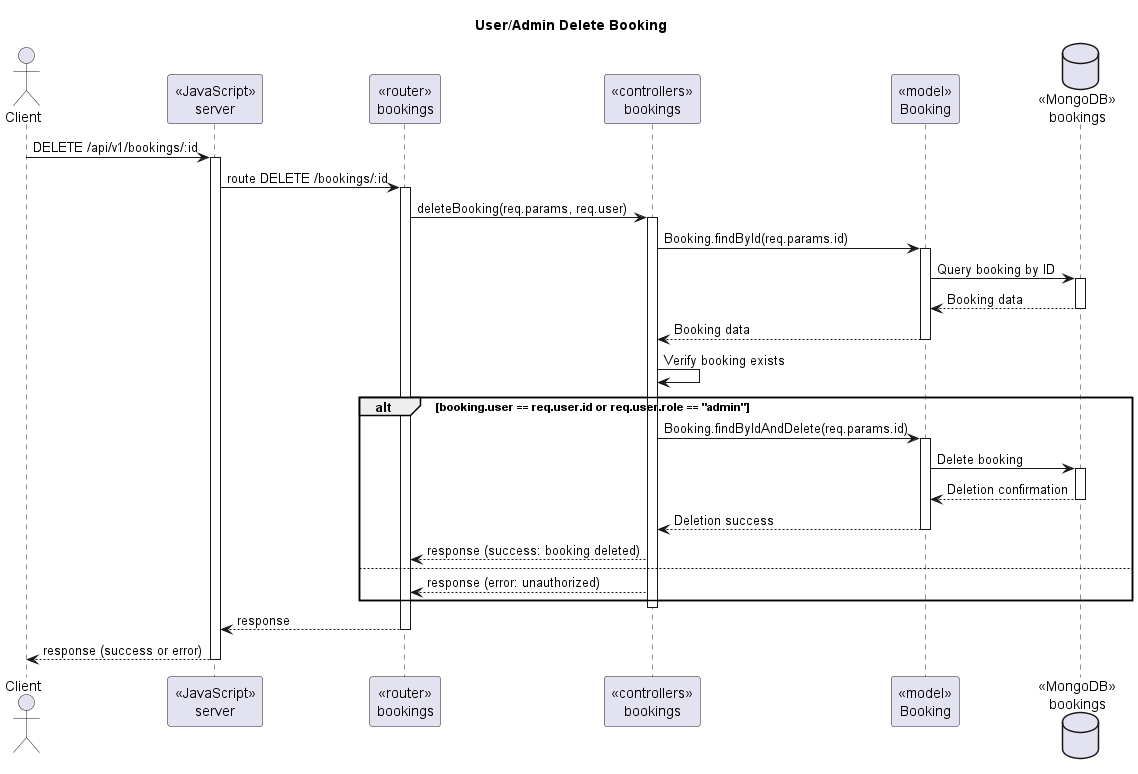 User/Admin Delete Booking
Client
«JavaScript»
server
«router»
bookings
«controllers»
bookings
«model»
Booking
«MongoDB»
bookings
DELETE /api/v1/bookings/:id
route DELETE /bookings/:id
deleteBooking(req.params, req.user)
Booking.findById(req.params.id)
Query booking by ID
Booking data
Booking data
Verify booking exists
alt [booking.user == req.user.id or req.user.role == "admin"]
Booking.findByIdAndDelete(req.params.id)
Delete booking
Deletion confirmation
Deletion success
response (success: booking deleted)
response (error: unauthorized)
response
response (success or error)
Client
«JavaScript»
server
«router»
bookings
«controllers»
bookings
«model»
Booking
«MongoDB»
bookings